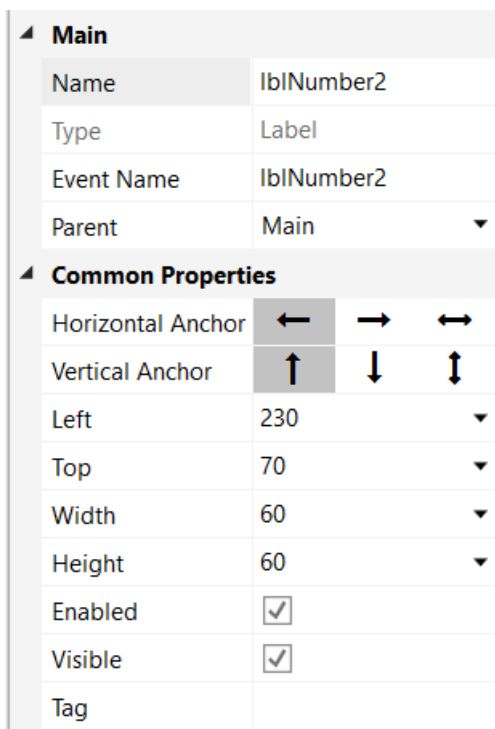 Main
Name lblNumber2
Type Label
Event Name lblNumber2
Parent Main
Common Properties
Horizontal Anchor
Vertical Anchor
Left 230
Top 70
Width 60
Height 60
Enabled
Visible
Tag